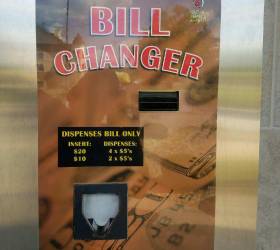 BILL
CHANGER
DISPENSES BILL ONLY
INSERT: DISPENSES:
$20 4 x $5's
$10 2 x $5's